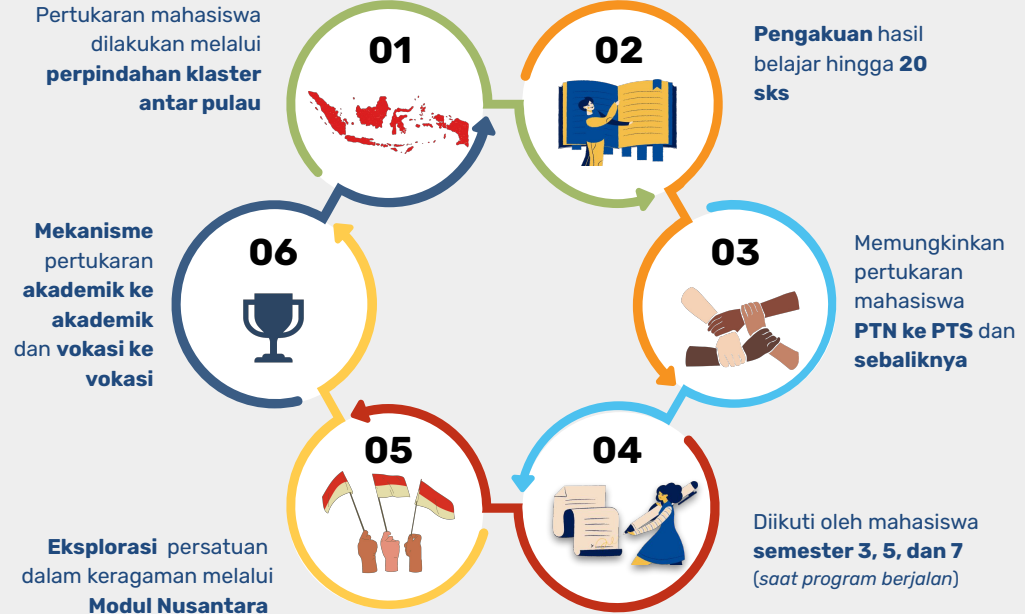 01
Pertukaran mahasiswa
dilakukan melalui
perpindahan klaster
antar pulau
02
Pengakuan hasil
belajar hingga 20
sks
03
Memungkinkan
pertukaran
mahasiswa
PTN ke PTS dan
sebaliknya
04
Diikuti oleh mahasiswa
semester 3, 5, dan 7
(saat program berjalan)
05
Eksplorasi persatuan
dalam keragaman melalui
Modul Nusantara
06
Mekanisme
pertukaran
akademik ke
akademik
dan vokasi ke
vokasi